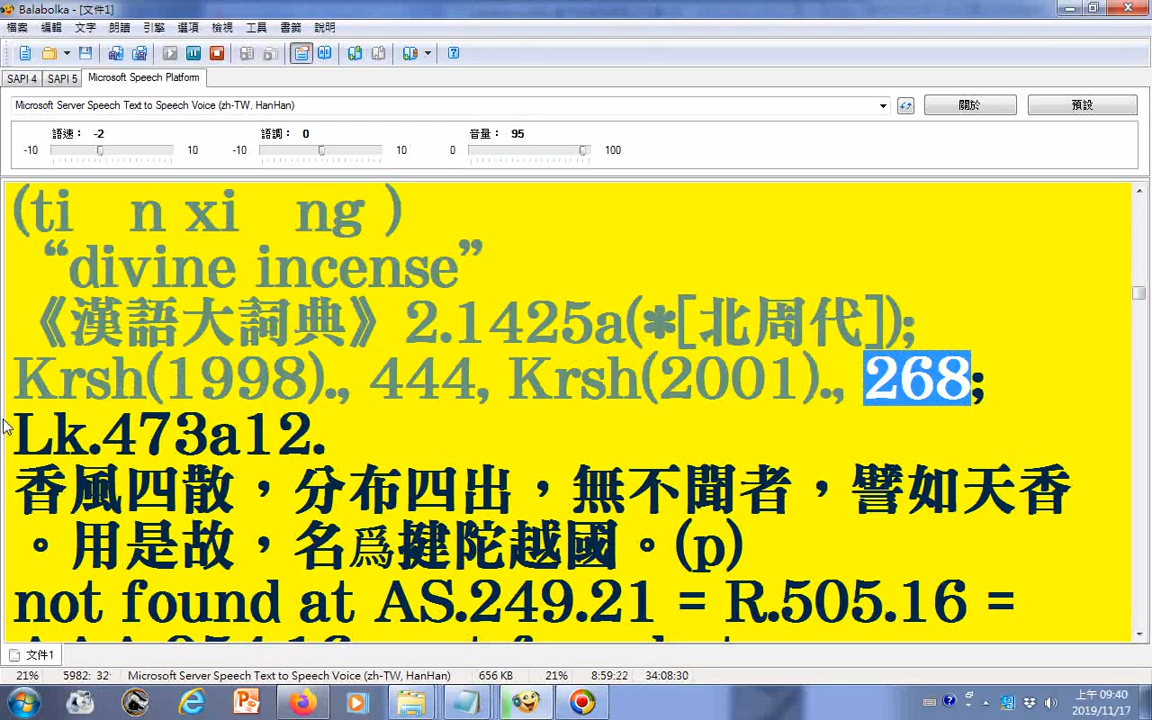 Balabolka - [文件1]
檔案 編輯 文字 朗讀 引擎 選項 檢視 工具 書籤 說明
SAPI 4 SAPI 5 Microsoft Speech Platform
Microsoft Server Speech Text to Speech Voice (zh-TW, HanHan) 關於 預設
語速： -2 語調： 0 音量： 95
-10 10 -10 10 0 100
(ti n xi ng )
“divine incense”
《漢語大詞典》2.1425a(*[北周代]);
Krsh(1998)., 444, Krsh(2001)., 268;
Lk.473a12.
香風四散，分布四出，無不聞者，譬如天香
。用是故，名爲揵陀越國。(p)
not found at AS.249.21 = R.505.16 =
文件1
21% 5982: 32 Microsoft Server Speech Text to Speech Voice (zh-TW, HanHan) 656 KB 21% 8:59:22 34:08:30
上午 09:40
2019/11/17